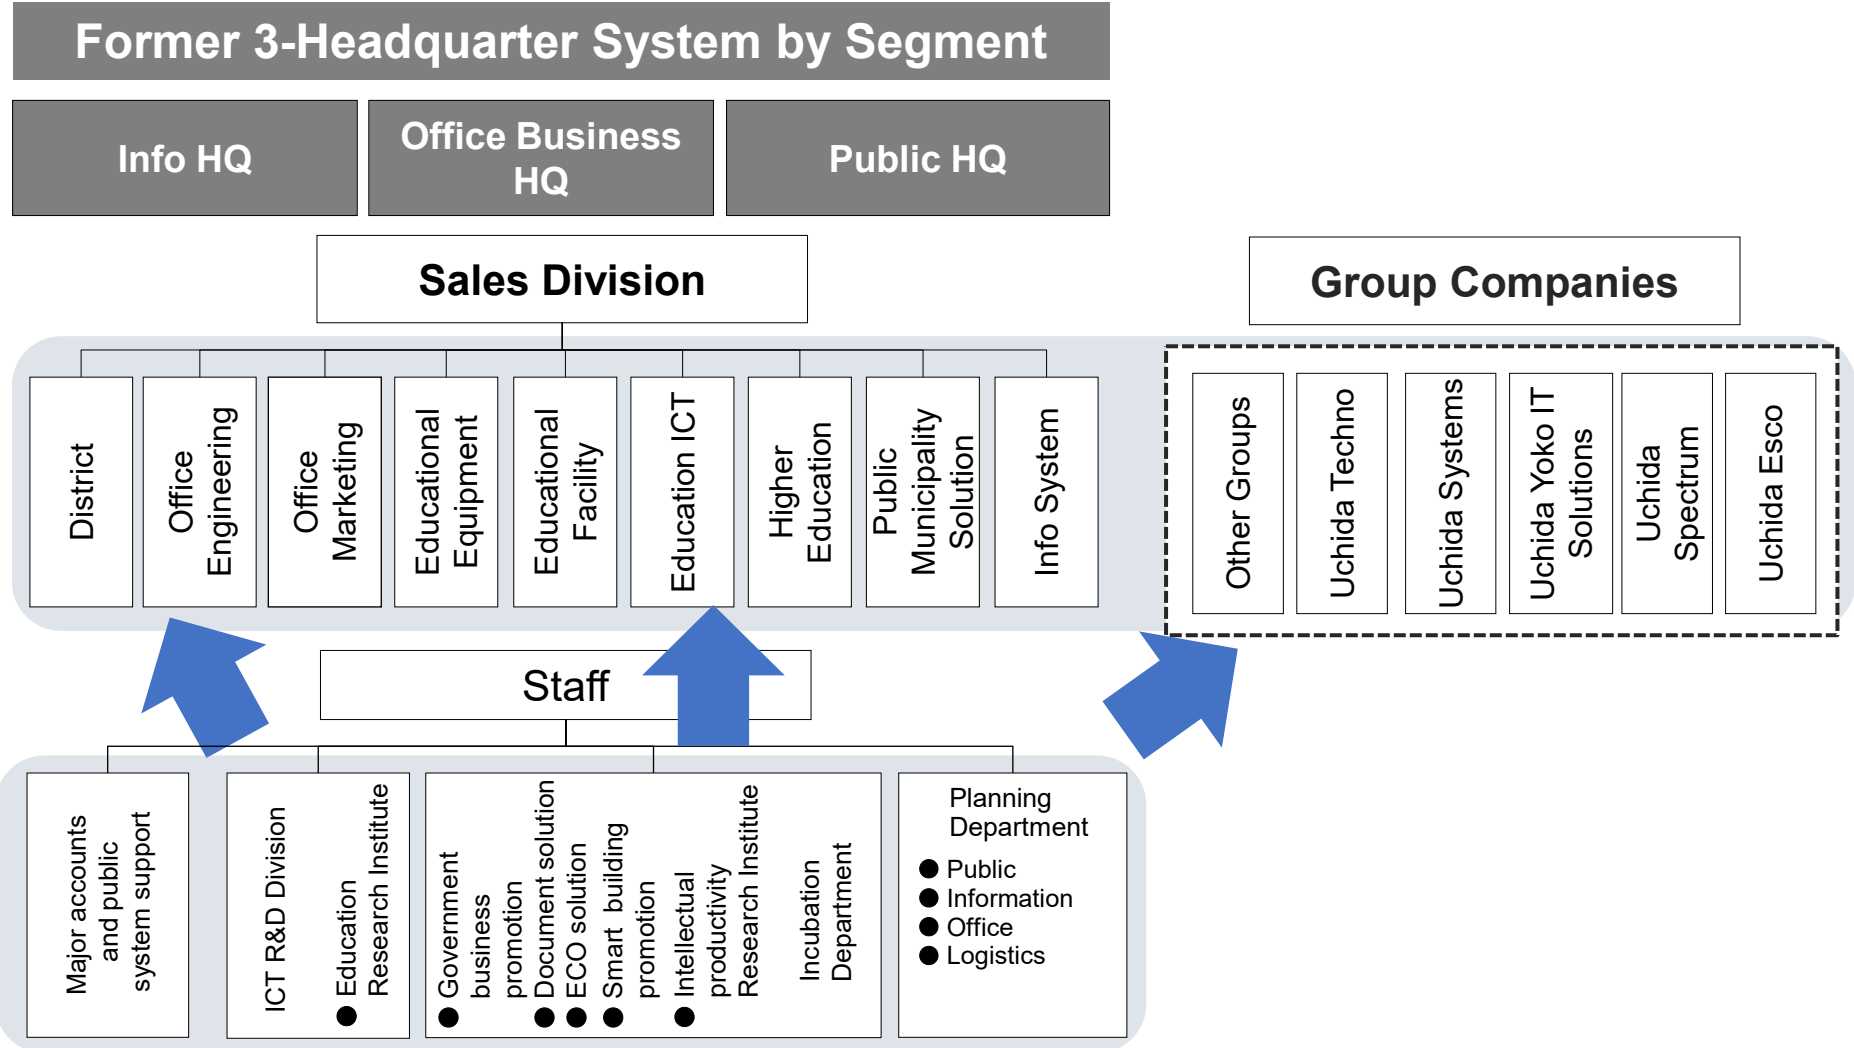 Former 3-Headquarter System by Segment
Info HQ
Office Business
HQ
Public HQ
Sales Division
Group Companies
District
Office
Engineering
Office
Marketing
Educational
Equipment
Educational
Facility
Education ICT
Higher
Education
Public
Municipality
Solution
Info System
Other Groups
Uchida Techno
Uchida Systems
Uchida Yoko IT
Solutions
Uchida
Spectrum
Uchida Esco
Staff
Major accounts
and public
system support
ICT R&D Division
● Education
Research Institute
● Government
business
promotion
● Document solution
● ECO solution
● Smart building
promotion
● Intellectual
productivity
Research Institute
Incubation
Department
Planning
Department
● Public
● Information
● Office
● Logistics